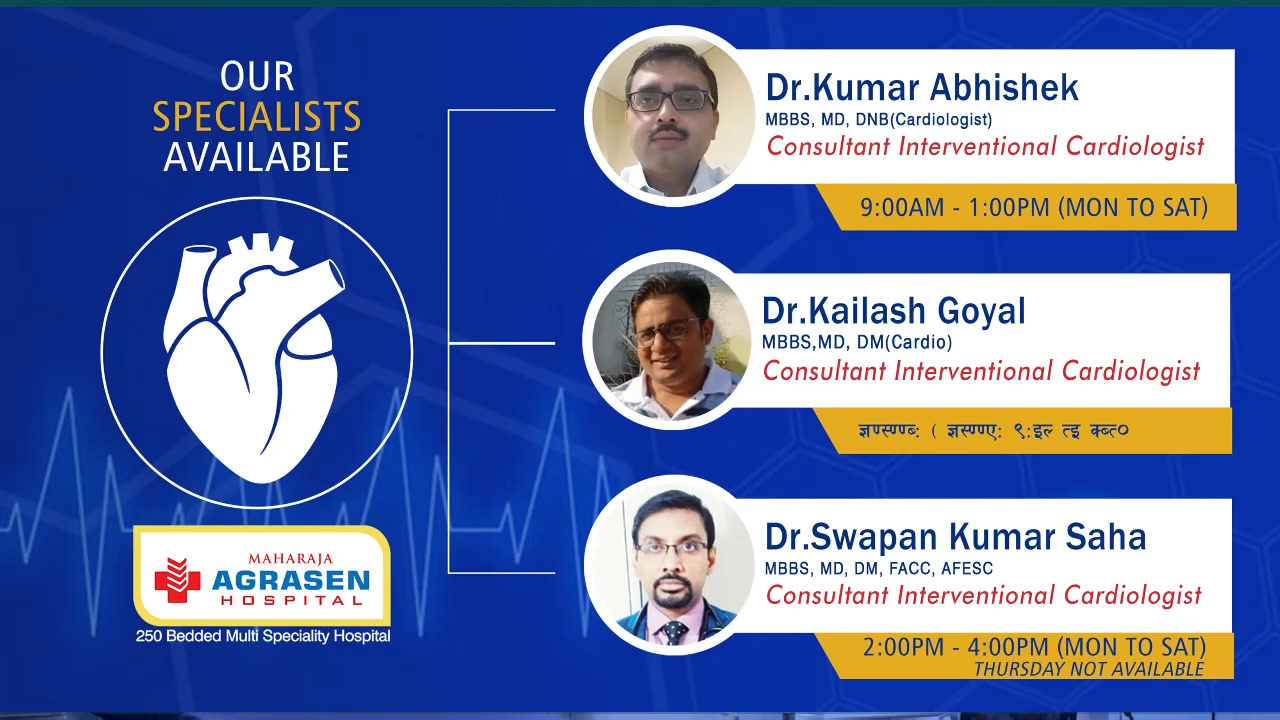 OUR
SPECIALISTS
AVAILABLE
MAHARAJA
AGRASEN
HOSPITAL
250 Bedded Multi Speciality Hospital
Dr.Kumar Abhishek
MBBS, MD, DNB(Cardiologist)
Consultant Interventional Cardiologist
9:00AM - 1:00PM (MON TO SAT)
Dr.Kailash Goyal
MBBS,MD, DM(Cardio)
Consultant Interventional Cardiologist
Dr.Swapan Kumar Saha
MBBS, MD, DM, FACC, AFESC
Consultant Interventional Cardiologist
2:00PM - 4:00PM (MON TO SAT)
THURSDAY NOT AVAILABLE